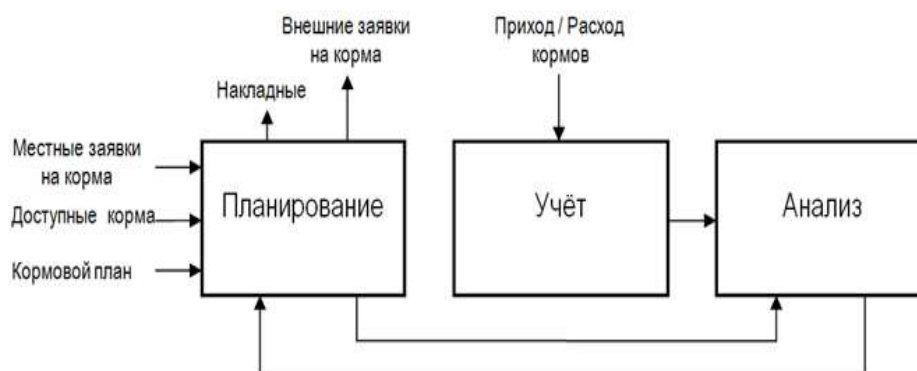 Внешние заявки
на корма
Приход / Расход
кормов
Накладные
Местные заявки
на корма
Доступные корма
Кормовой план
Планирование
Учёт
Анализ